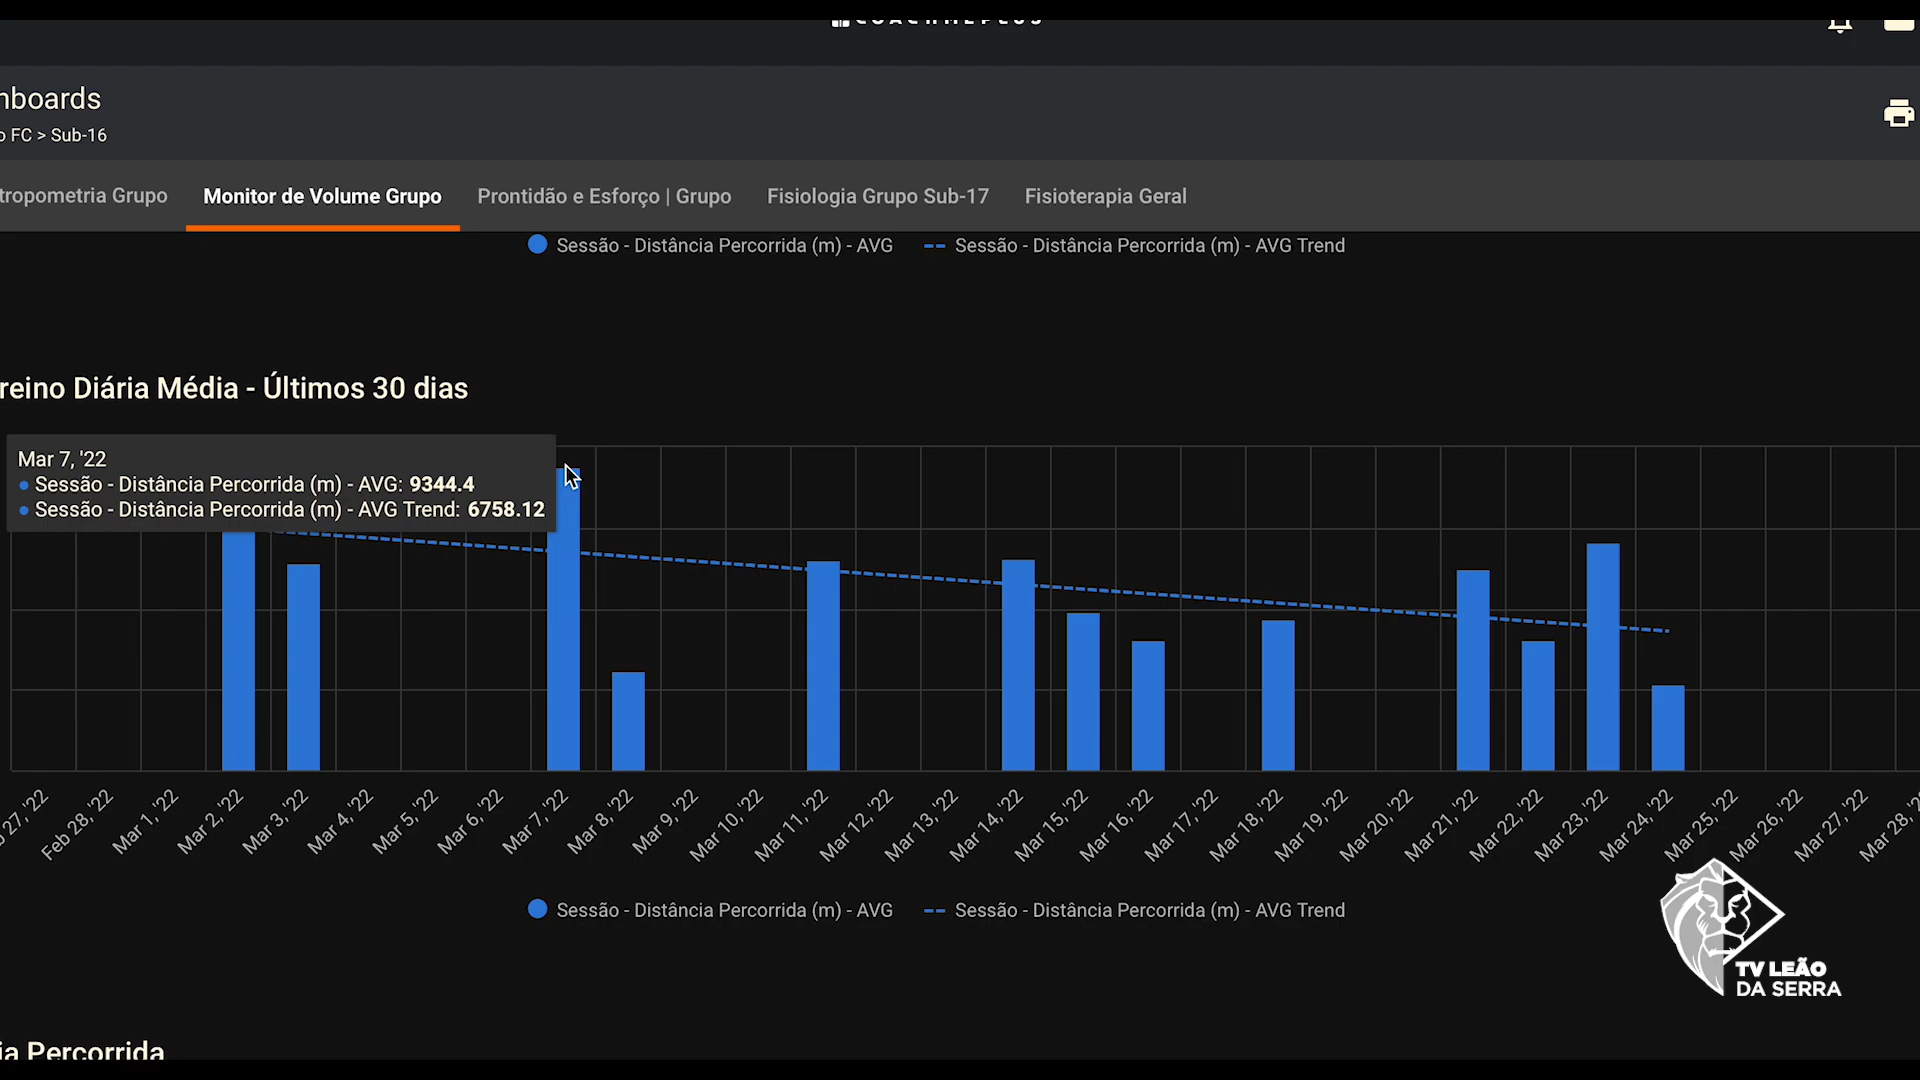 COACHMEPLUS
nboards
o FC > Sub-16
tropometria Grupo Monitor de Volume Grupo Prontidão e Esforço | Grupo Fisiologia Grupo Sub-17 Fisioterapia Geral
Sessão - Distância Percorrida (m) - AVG Sessão - Distância Percorrida (m) - AVG Trend
reino Diária Média - Últimos 30 dias
Mar 7, '22
Sessão - Distância Percorrida (m) - AVG: 9344.4
Sessão - Distância Percorrida (m) - AVG Trend: 6758.12
b 27, '22 Feb 28, '22 Mar 1, '22 Mar 2, '22 Mar 3, '22 Mar 4, '22 Mar 5, '22 Mar 6, '22 Mar 7, '22 Mar 8, '22 Mar 9, '22 Mar 10, '22 Mar 11, '22 Mar 12, '22 Mar 13, '22 Mar 14, '22 Mar 15, '22 Mar 16, '22 Mar 17, '22 Mar 18, '22 Mar 19, '22 Mar 20, '22 Mar 21, '22 Mar 22, '22 Mar 23, '22 Mar 24, '22 Mar 25, '22 Mar 26, '22 Mar 27, '22 Mar 28, '2
Sessão - Distância Percorrida (m) - AVG Sessão - Distância Percorrida (m) - AVG Trend
TV LEÃO
DA SERRA
ia Percorrida